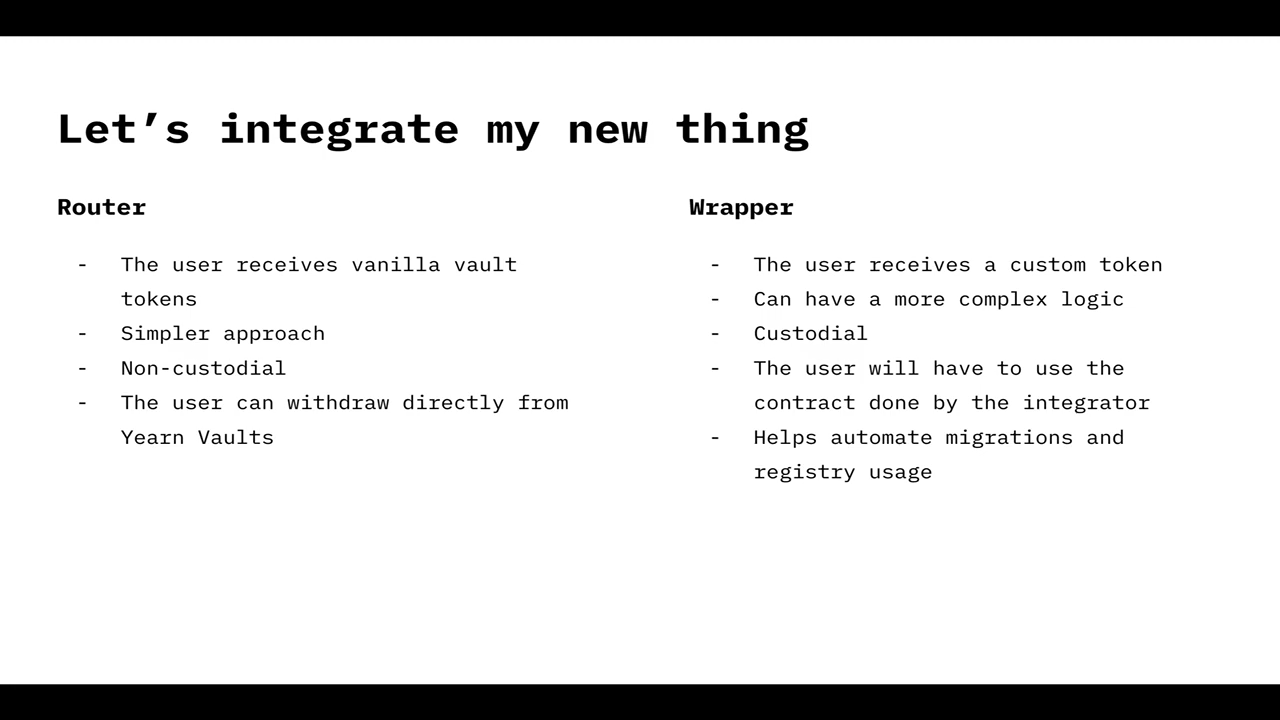 Let’s integrate my new thing
Router
- The user receives vanilla vault
tokens
- Simpler approach
- Non-custodial
- The user can withdraw directly from
Yearn Vaults
Wrapper
- The user receives a custom token
- Can have a more complex logic
- Custodial
- The user will have to use the
contract done by the integrator
- Helps automate migrations and
registry usage